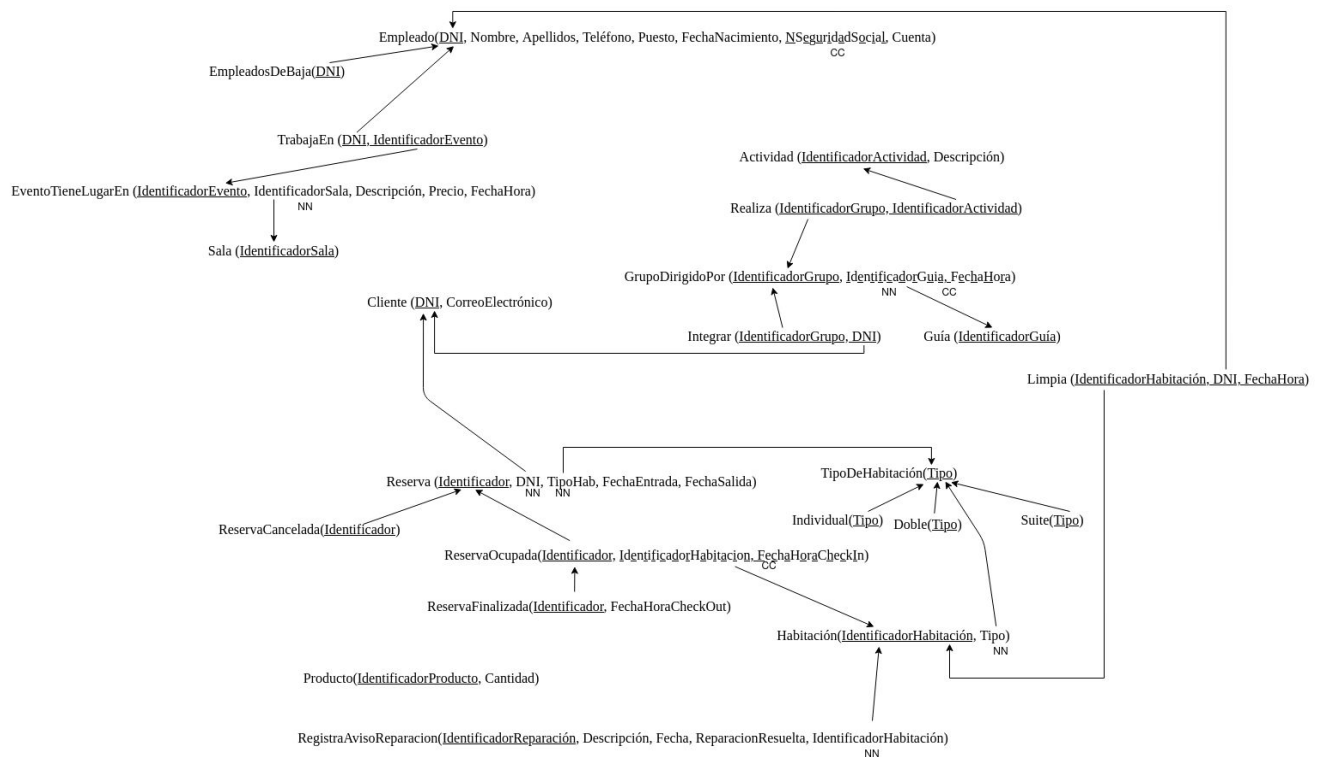 Empleado(DNI, Nombre, Apellidos, Teléfono, Puesto, FechaNacimiento, NSeguridadSocial, Cuenta)
CC
EmpleadosDeBaja(DNI)
TrabajaEn (DNI, IdentificadorEvento)
Actividad (IdentificadorActividad, Descripción)
EventoTieneLugarEn (IdentificadorEvento, IdentificadorSala, Descripción, Precio, FechaHora)
NN
Realiza (IdentificadorGrupo, IdentificadorActividad)
Sala (IdentificadorSala)
GrupoDirigidoPor (IdentificadorGrupo, IdentificadorGuia, FechaHora)
NN CC
Cliente (DNI, CorreoElectrónico)
Integrar (IdentificadorGrupo, DNI)
Guía (IdentificadorGuía)
Limpia (IdentificadorHabitación, DNI, FechaHora)
TipoDeHabitación(Tipo)
Reserva (Identificador, DNI, TipoHab, FechaEntrada, FechaSalida)
NN NN
Individual(Tipo)
Doble(Tipo)
Suite(Tipo)
ReservaCancelada(Identificador)
ReservaOcupada(Identificador, IdentificadorHabitacion, FechaHoraCheckIn)
CC
ReservaFinalizada(Identificador, FechaHoraCheckOut)
Habitación(IdentificadorHabitación, Tipo)
NN
Producto(IdentificadorProducto, Cantidad)
RegistraAvisoReparacion(IdentificadorReparación, Descripción, Fecha, ReparacionResuelta, IdentificadorHabitación)
NN